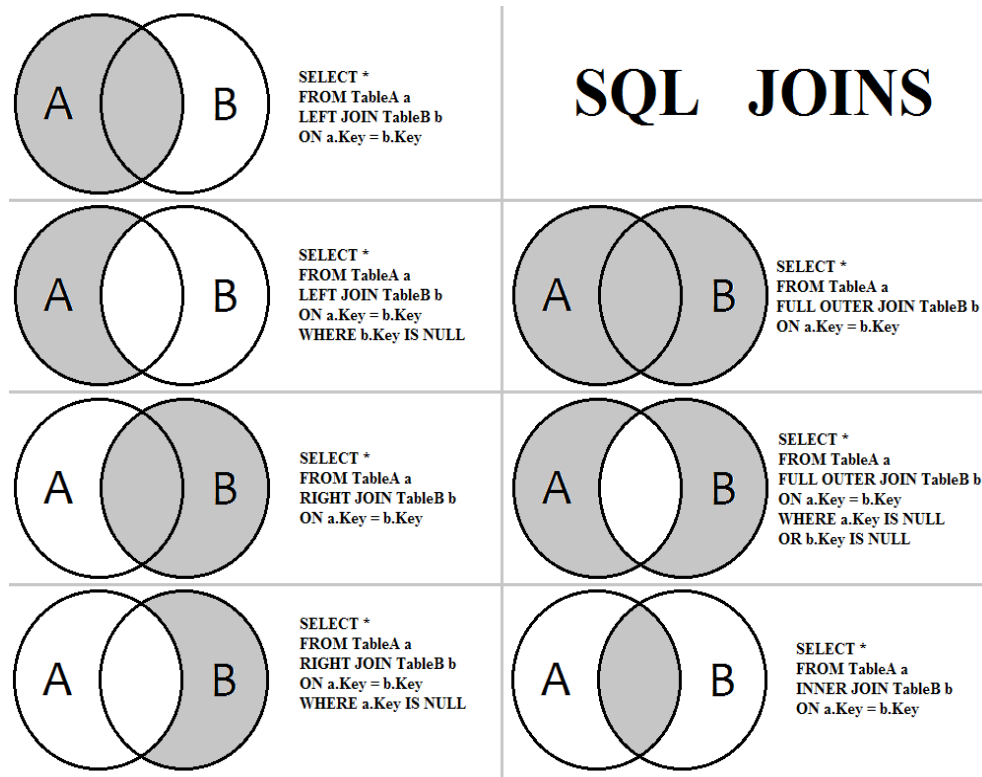 A
B
SELECT *
FROM TableA a
LEFT JOIN TableB b
ON a.Key = b.Key
SQL JOINS
A
B
SELECT *
FROM TableA a
LEFT JOIN TableB b
ON a.Key = b.Key
WHERE b.Key IS NULL
A
B
SELECT *
FROM TableA a
FULL OUTER JOIN TableB b
ON a.Key = b.Key
A
B
SELECT *
FROM TableA a
RIGHT JOIN TableB b
ON a.Key = b.Key
A
B
SELECT *
FROM TableA a
FULL OUTER JOIN TableB b
ON a.Key = b.Key
WHERE a.Key IS NULL
OR b.Key IS NULL
A
B
SELECT *
FROM TableA a
RIGHT JOIN TableB b
ON a.Key = b.Key
WHERE a.Key IS NULL
A
B
SELECT *
FROM TableA a
INNER JOIN TableB b
ON a.Key = b.Key